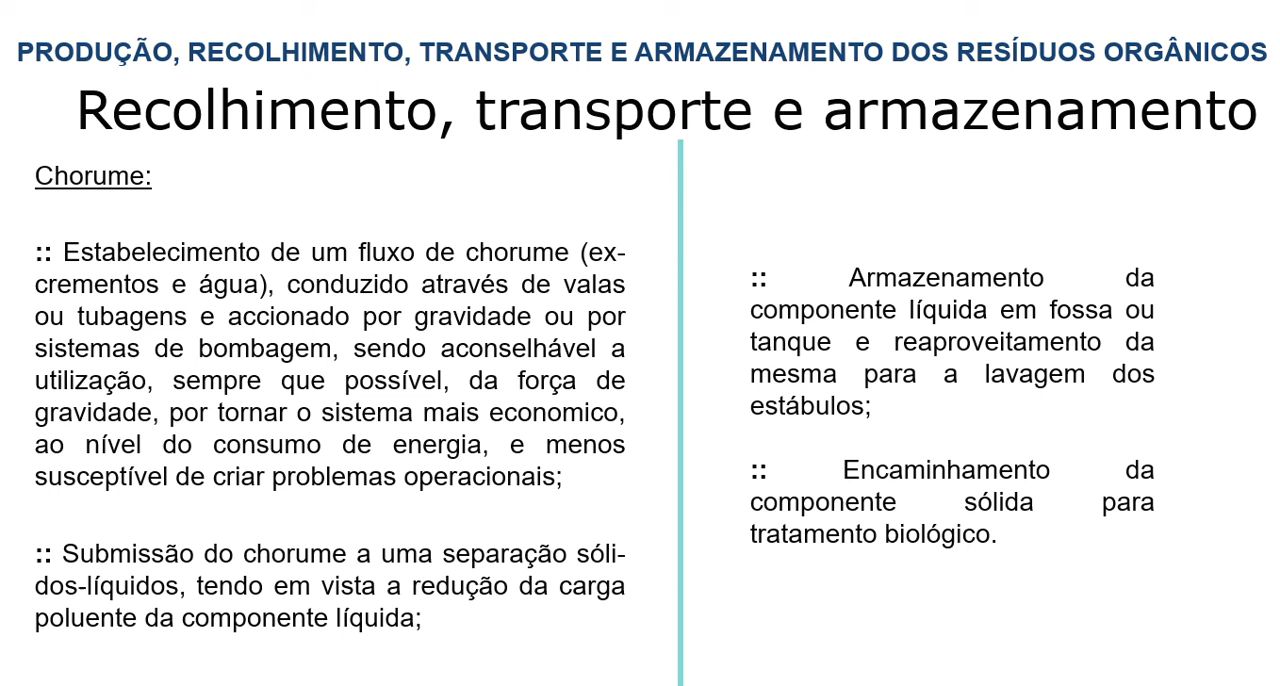 PRODUÇÃO, RECOLHIMENTO, TRANSPORTE E ARMAZENAMENTO DOS RESÍDUOS ORGÂNICOS
Recolhimento, transporte e armazenamento
Chorume:
:: Estabelecimento de um fluxo de chorume (ex-
crementos e água), conduzido através de valas
ou tubagens e accionado por gravidade ou por
sistemas de bombagem, sendo aconselhável a
utilização, sempre que possível, da força de
gravidade, por tornar o sistema mais economico,
ao nível do consumo de energia, e menos
susceptível de criar problemas operacionais;
:: Submissão do chorume a uma separação sóli-
dos-líquidos, tendo em vista a redução da carga
poluente da componente líquida;
:: Armazenamento da
componente líquida em fossa ou
tanque e reaproveitamento da
mesma para a lavagem dos
estábulos;
:: Encaminhamento da
componente sólida para
tratamento biológico.